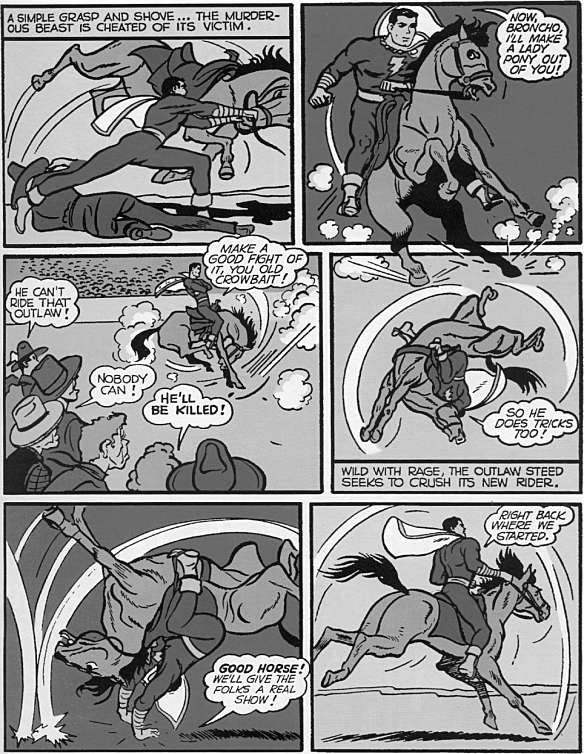 A SIMPLE GRASP AND SHOVE... THE MURDER-
OUS BEAST IS CHEATED OF ITS VICTIM.
NOW,
BRONCHO,
I'LL MAKE
A LADY
PONY OUT
OF YOU!
HE CAN'T
RIDE THAT
OUTLAW!
MAKE A
GOOD FIGHT OF
IT, YOU OLD
CROWBAIT!
NOBODY
CAN!
HE'LL
BE KILLED!
SO HE
DOES TRICKS
TOO!
WILD WITH RAGE, THE OUTLAW STEED
SEEKS TO CRUSH ITS NEW RIDER.
GOOD HORSE!
WE'LL GIVE THE
FOLKS A REAL
SHOW!
RIGHT BACK
WHERE WE
STARTED.